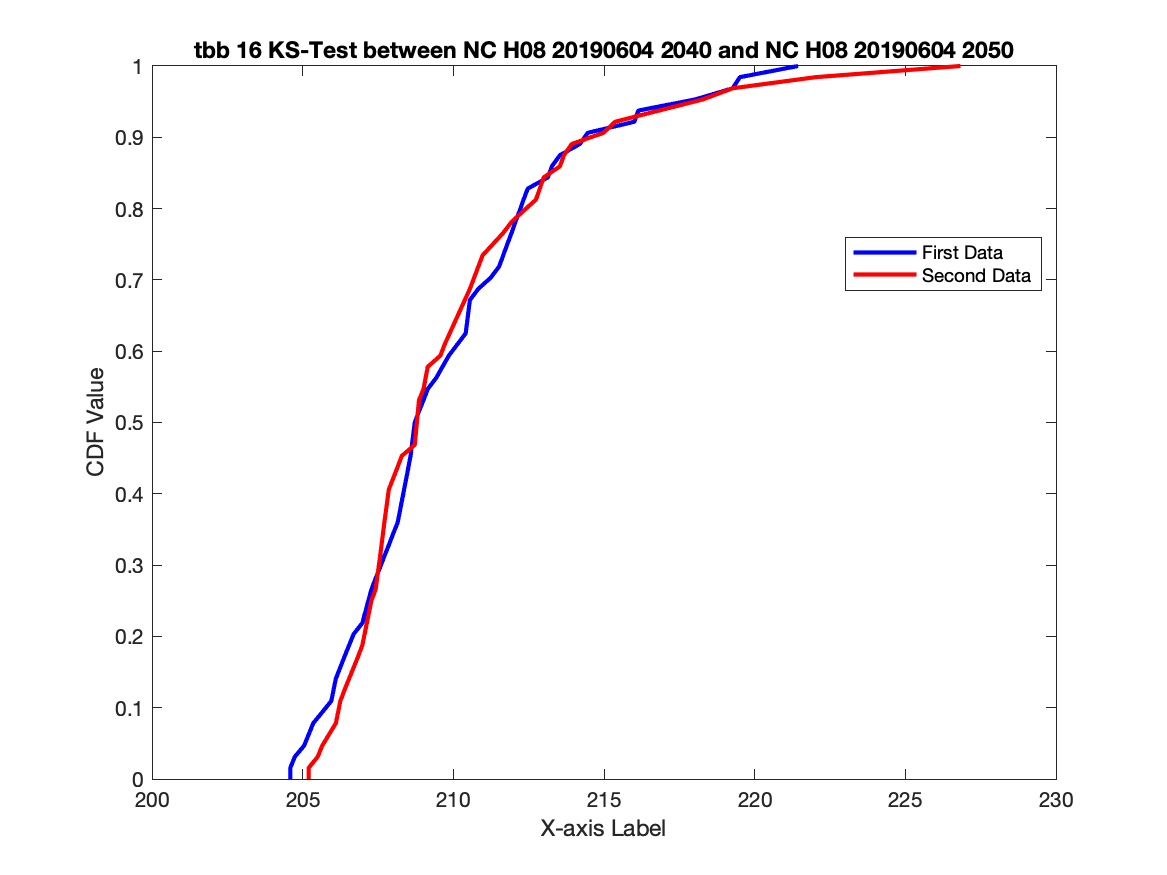 tbb 16 KS-Test between NC H08 20190604 2040 and NC H08 20190604 2050
1
0.9
0.8
0.7
0.6
0.5
0.4
0.3
0.2
0.1
0
CDF Value
First Data
Second Data
200 205 210 215 220 225 230
X-axis Label